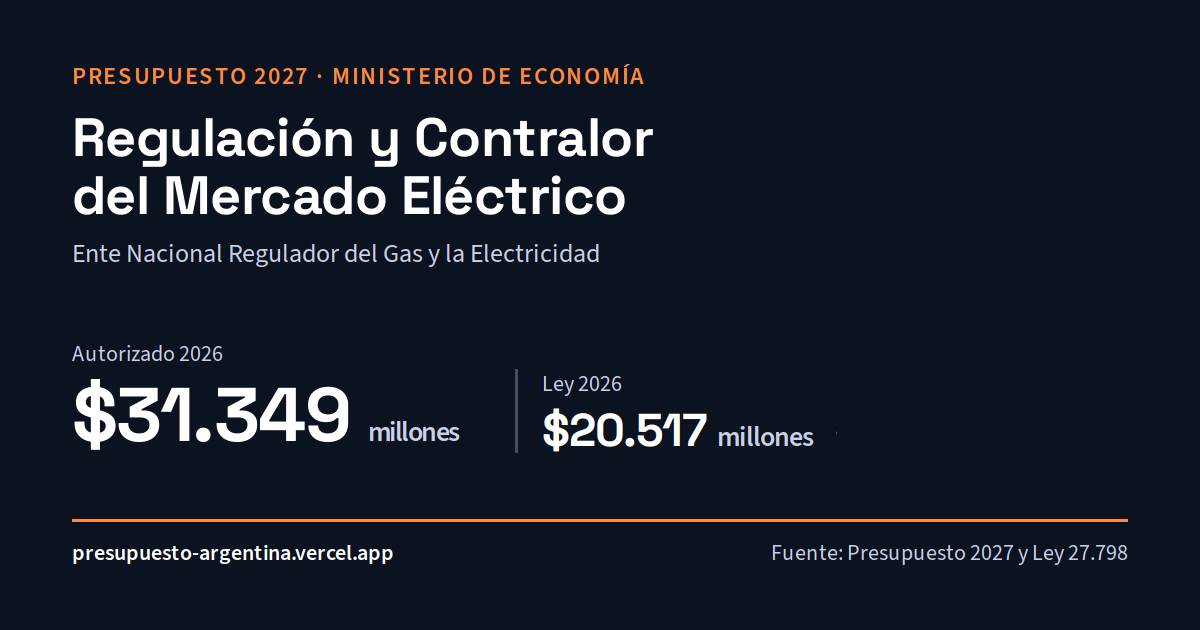 PRESUPUESTO 2027 · MINISTERIO DE ECONOMÍA
Regulación y Contralor
del Mercado Eléctrico
Ente Nacional Regulador del Gas y la Electricidad
Autorizado 2026
$31.349 millones
Ley 2026
$20.517 millones
presupuesto-argentina.vercel.app
Fuente: Presupuesto 2027 y Ley 27.798